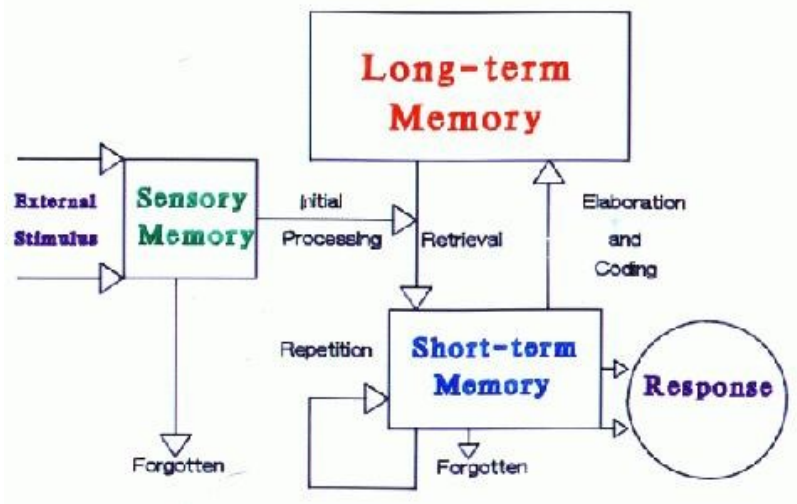 Long-term
Memory
External
Stimulus
Sensory
Memory
Initial
Processing
Retrieval
Elaboration
and
Coding
Repetition
Short-term
Memory
Response
Forgotten
Forgotten